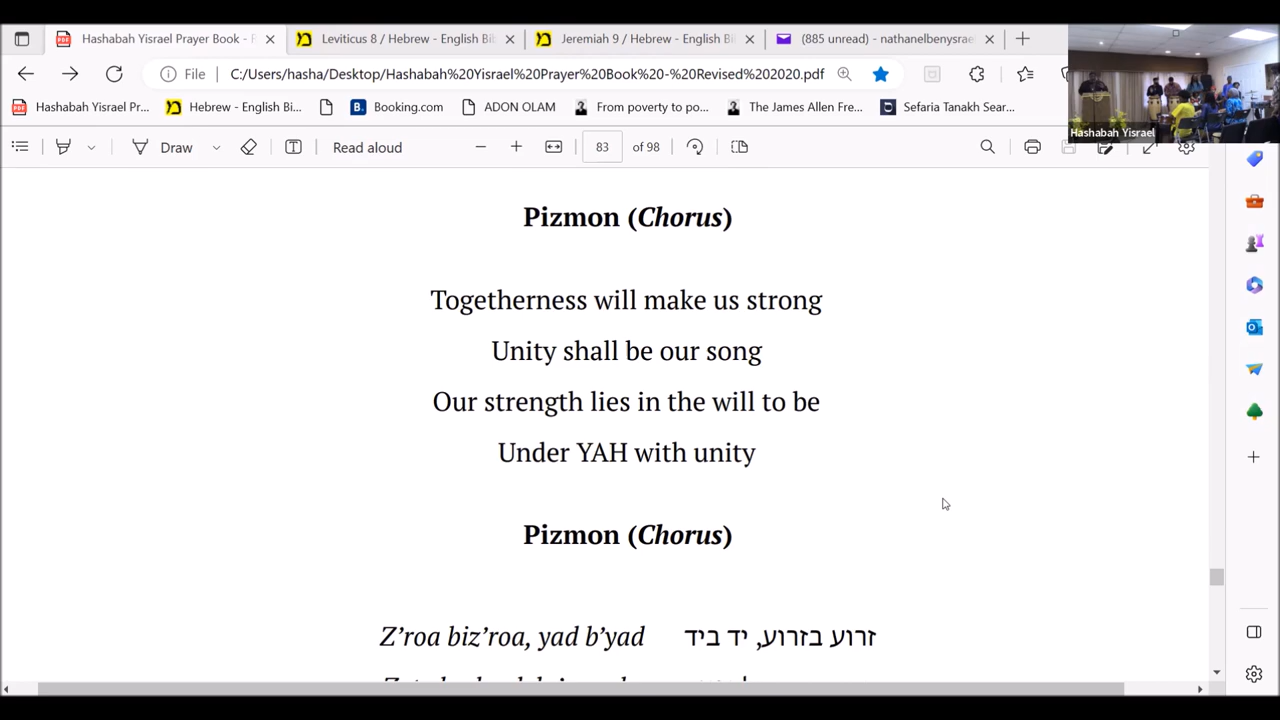 Hashabah Yisrael Prayer Book -
Leviticus 8 / Hebrew - English Bi
Jeremiah 9 / Hebrew - English Bi
(885 unread) - nathanelbenysrae
File
C:/Users/hasha/Desktop/Hashabah%20Yisrael%20Prayer%20Book%20-%20Revised%202020.pdf
Hashabah Yisrael
Hashabah Yisrael Pr...
Hebrew - English Bi...
Booking.com
ADON OLAM
From poverty to po...
The James Allen Fre...
Sefaria Tanakh Sear...
Draw
Read aloud
83 of 98
Pizmon (Chorus)
Togetherness will make us strong
Unity shall be our song
Our strength lies in the will to be
Under YAH with unity
Pizmon (Chorus)
Z’roa biz’roa, yad b’yad זרוע בזרוע, יד ביד